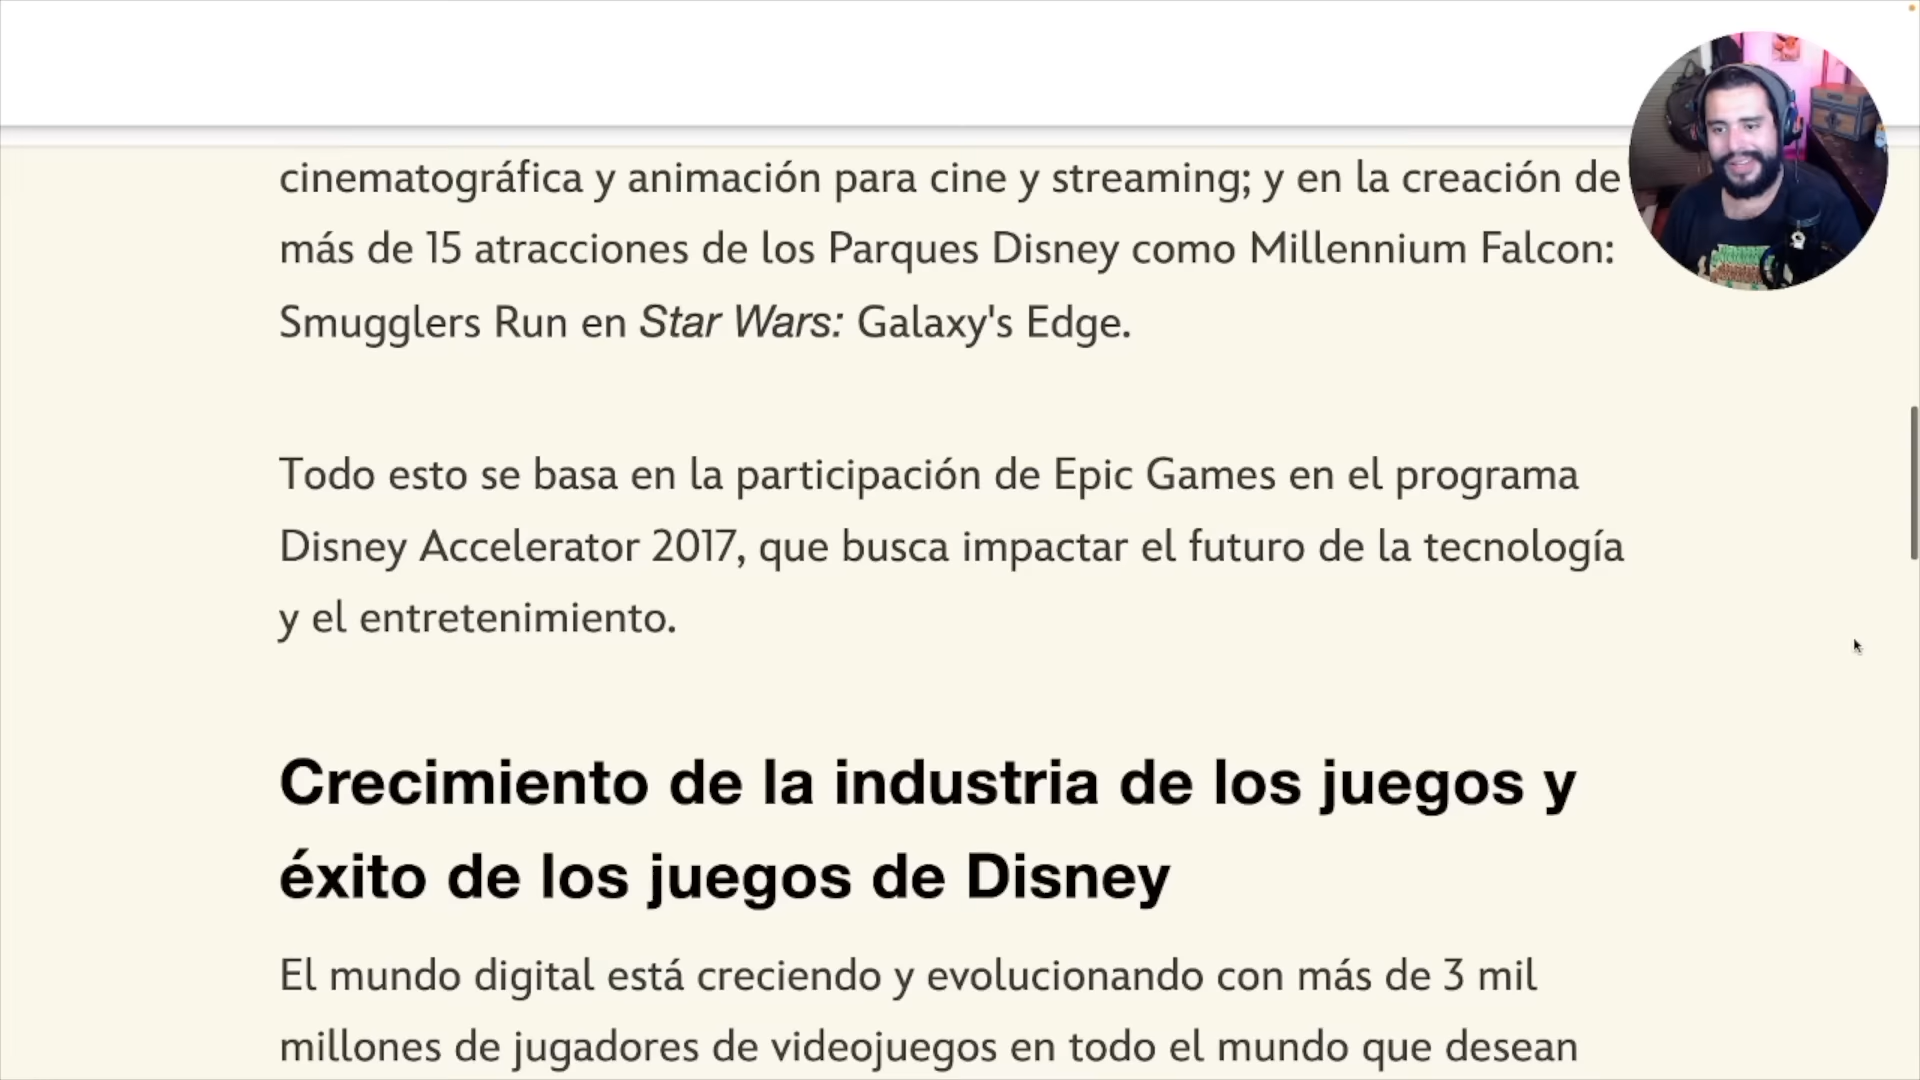 cinematográfica y animación para cine y streaming; y en la creación de
más de 15 atracciones de los Parques Disney como Millennium Falcon:
Smugglers Run en Star Wars: Galaxy's Edge.
Todo esto se basa en la participación de Epic Games en el programa
Disney Accelerator 2017, que busca impactar el futuro de la tecnología
y el entretenimiento.
Crecimiento de la industria de los juegos y
éxito de los juegos de Disney
El mundo digital está creciendo y evolucionando con más de 3 mil
millones de jugadores de videojuegos en todo el mundo que desean